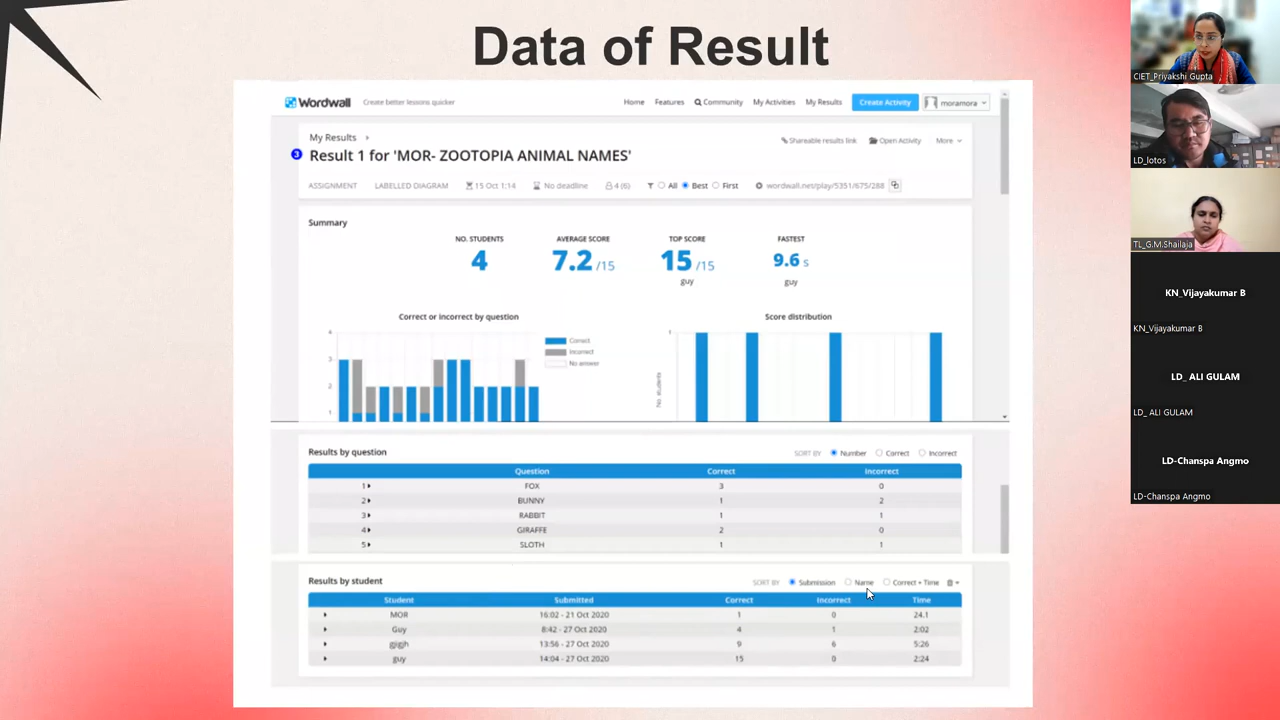 Data of Result
Wordwall Create better lessons quicker Home Features Community My Activities My Results Create Activity moramora
My Results
3 Result 1 for 'MOR- ZOOTOPIA ANIMAL NAMES'
Shareable results link Open Activity More
ASSIGNMENT LABELLED DIAGRAM 15 Oct 1:14 No deadline 4 (6) All Best First wordwall.net/play/5351/675/288
Summary
NO. STUDENTS AVERAGE SCORE TOP SCORE FASTEST
4 7.2 /15 15 /15 9.6 s
guy guy
Correct or incorrect by question Score distribution
4
3
2
1
Correct
Incorrect
No answer
1
No. students
Results by question SORT BY Number Correct Incorrect
Question Correct Incorrect
1 FOX 3 0
2 BUNNY 1 2
3 RABBIT 1 1
4 GIRAFFE 2 0
5 SLOTH 1 1
Results by student SORT BY Submission Name Correct + Time
Student Submitted Correct Incorrect Time
MOR 16:02 - 21 Oct 2020 1 0 24.1
Guy 8:42 - 27 Oct 2020 4 1 2:02
gjigh 13:56 - 27 Oct 2020 9 6 5:26
guy 14:04 - 27 Oct 2020 15 0 2:24
CIET_Priyakshi Gupta
LD_lotos
TL_G.M.Shailaja
KN_Vijayakumar B
KN_Vijayakumar B
LD_ ALI GULAM
LD_ ALI GULAM
LD-Chanspa Angmo
LD-Chanspa Angmo